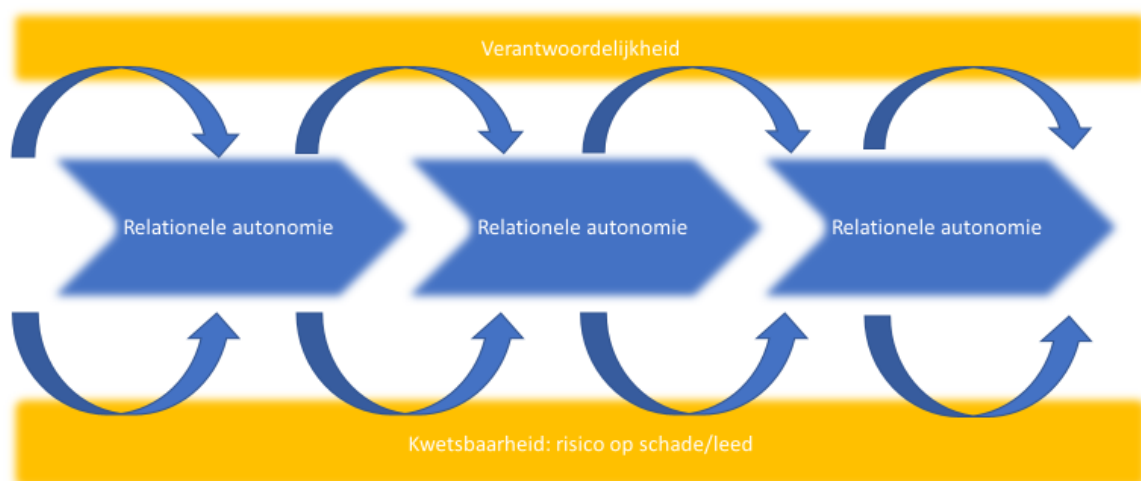 Verantwoordelijkheid
Relationele autonomie
Relationele autonomie
Relationele autonomie
Kwetsbaarheid: risico op schade/leed